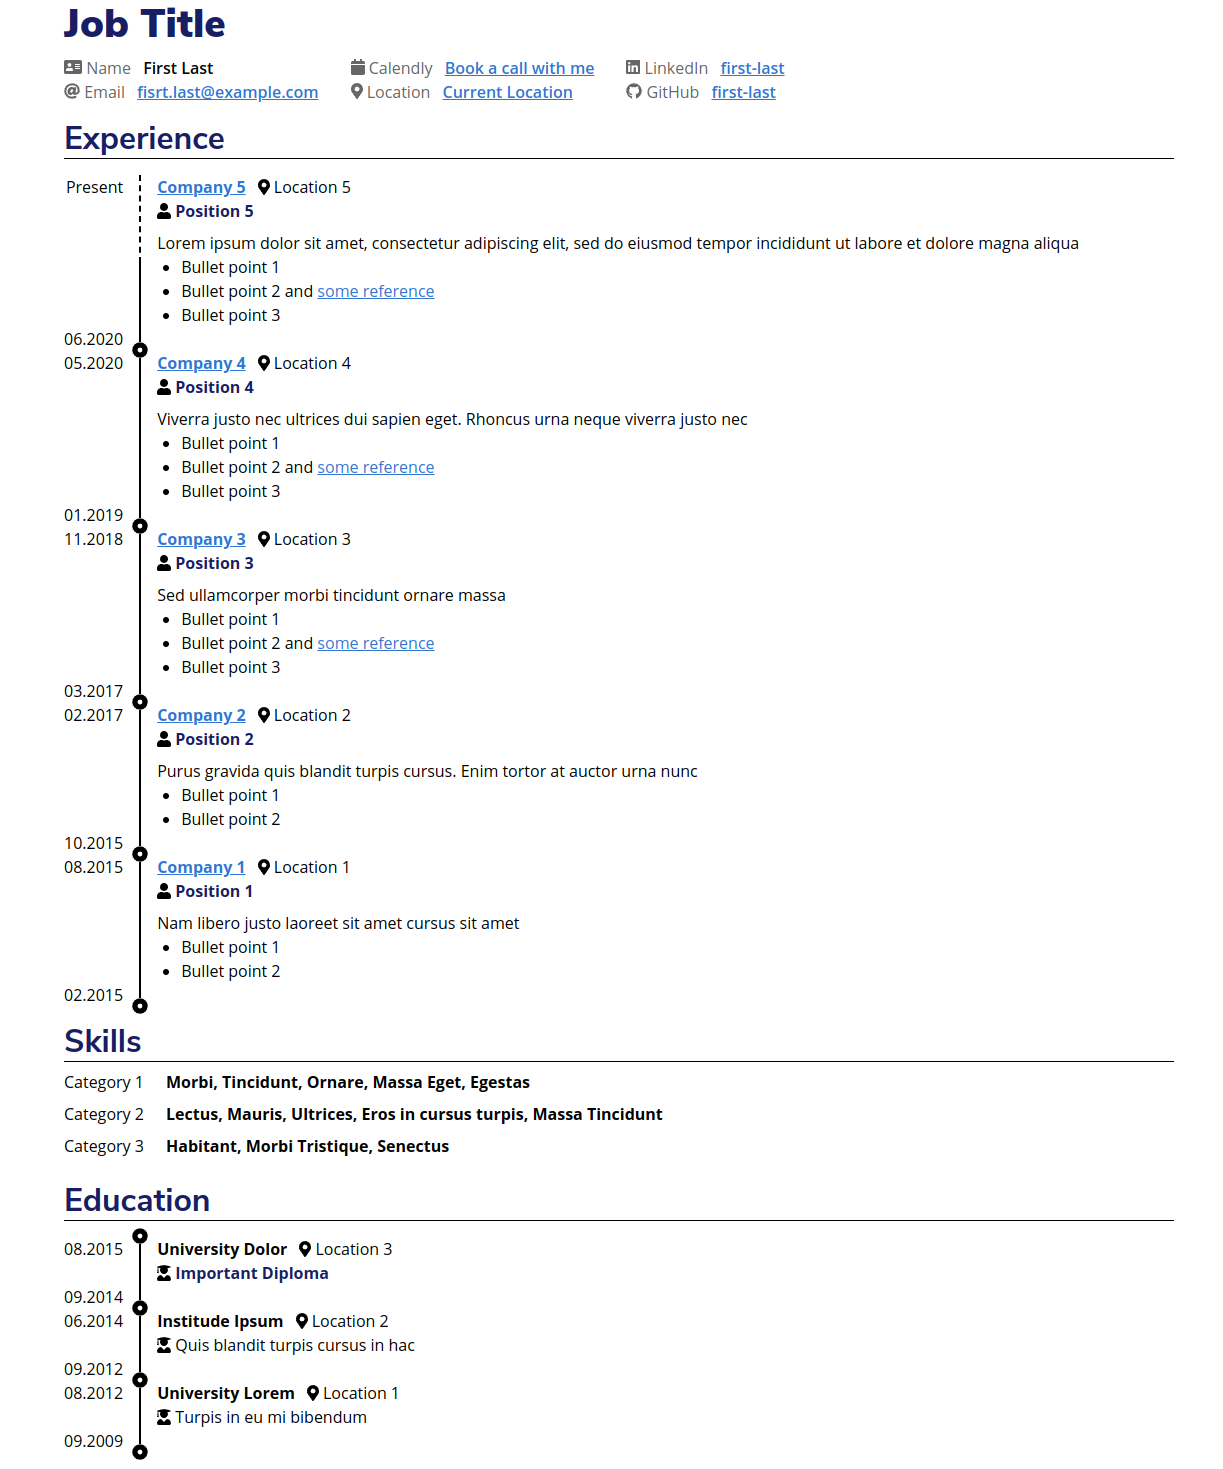 Job Title
Name First Last Calendly Book a call with me LinkedIn first-last
Email fisrt.last@example.com Location Current Location GitHub first-last
Experience
Present Company 5 Location 5
Position 5
Lorem ipsum dolor sit amet, consectetur adipiscing elit, sed do eiusmod tempor incididunt ut labore et dolore magna aliqua
• Bullet point 1
• Bullet point 2 and some reference
• Bullet point 3
06.2020
05.2020 Company 4 Location 4
Position 4
Viverra justo nec ultrices dui sapien eget. Rhoncus urna neque viverra justo nec
• Bullet point 1
• Bullet point 2 and some reference
• Bullet point 3
01.2019
11.2018 Company 3 Location 3
Position 3
Sed ullamcorper morbi tincidunt ornare massa
• Bullet point 1
• Bullet point 2 and some reference
• Bullet point 3
03.2017
02.2017 Company 2 Location 2
Position 2
Purus gravida quis blandit turpis cursus. Enim tortor at auctor urna nunc
• Bullet point 1
• Bullet point 2
10.2015
08.2015 Company 1 Location 1
Position 1
Nam libero justo laoreet sit amet cursus sit amet
• Bullet point 1
• Bullet point 2
02.2015
Skills
Category 1 Morbi, Tincidunt, Ornare, Massa Eget, Egestas
Category 2 Lectus, Mauris, Ultrices, Eros in cursus turpis, Massa Tincidunt
Category 3 Habitant, Morbi Tristique, Senectus
Education
08.2015 University Dolor Location 3
Important Diploma
09.2014
06.2014 Institude Ipsum Location 2
Quis blandit turpis cursus in hac
09.2012
08.2012 University Lorem Location 1
Turpis in eu mi bibendum
09.2009